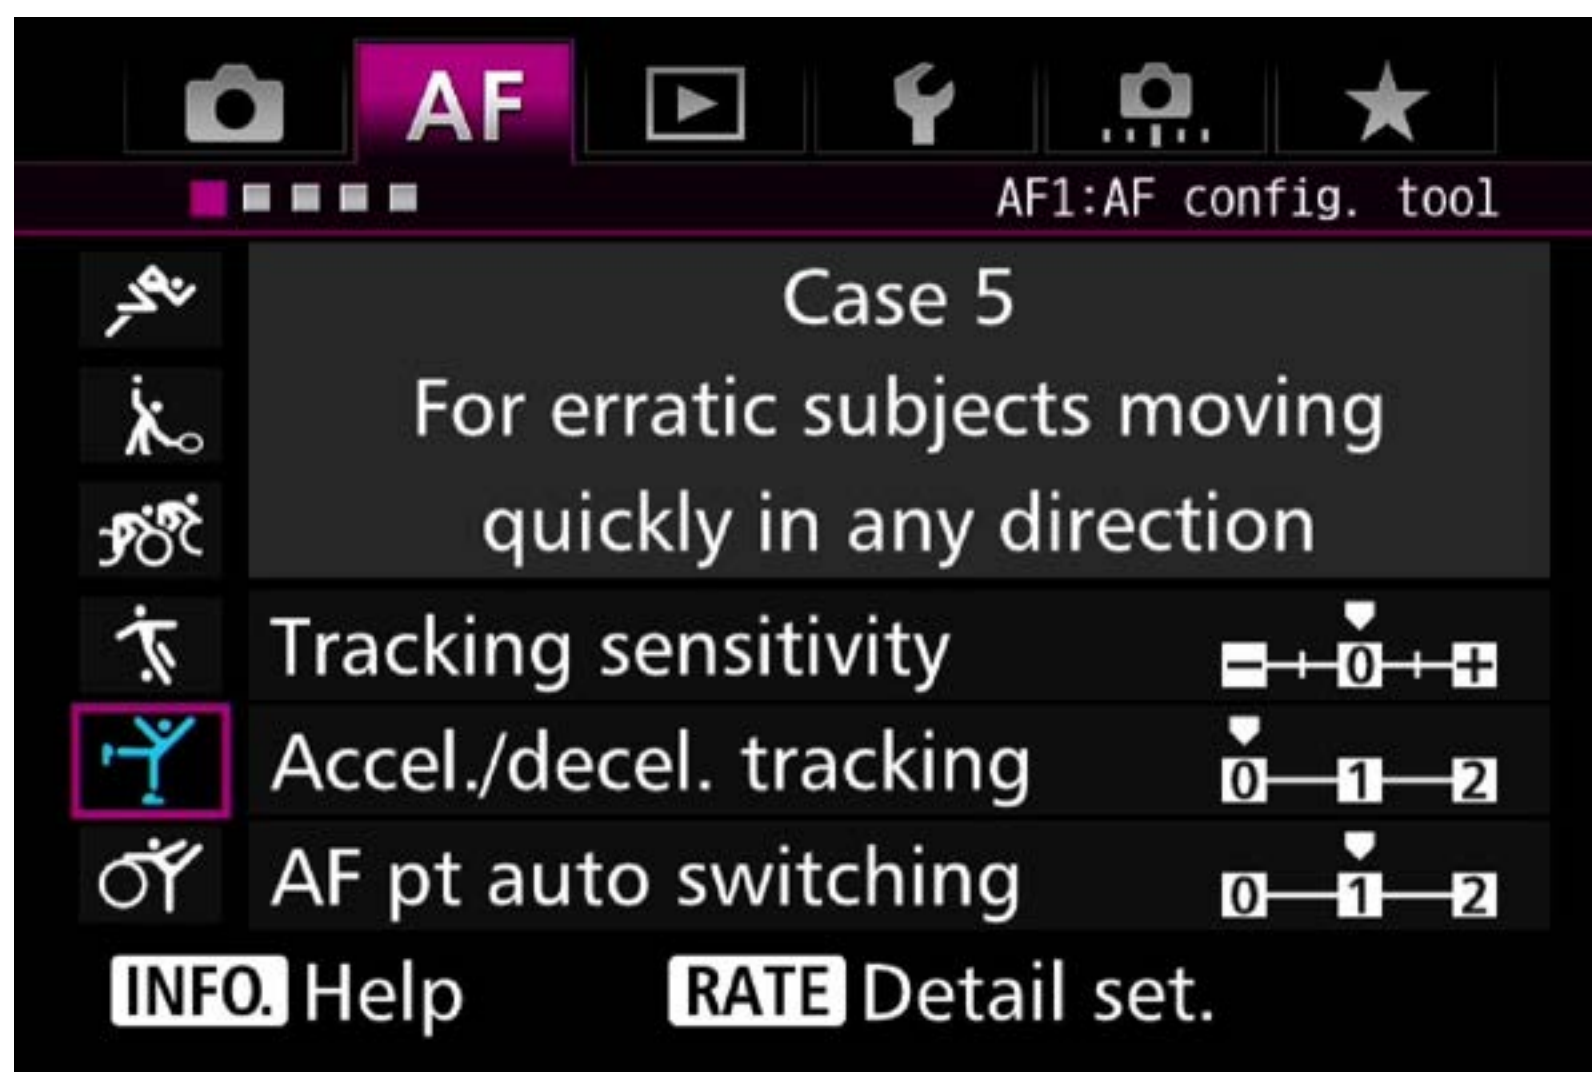 AF
AF1:AF config. tool
Case 5
For erratic subjects moving
quickly in any direction
Tracking sensitivity
0
Accel./decel. tracking
0 1 2
AF pt auto switching
0 1 2
INFO. Help RATE Detail set.